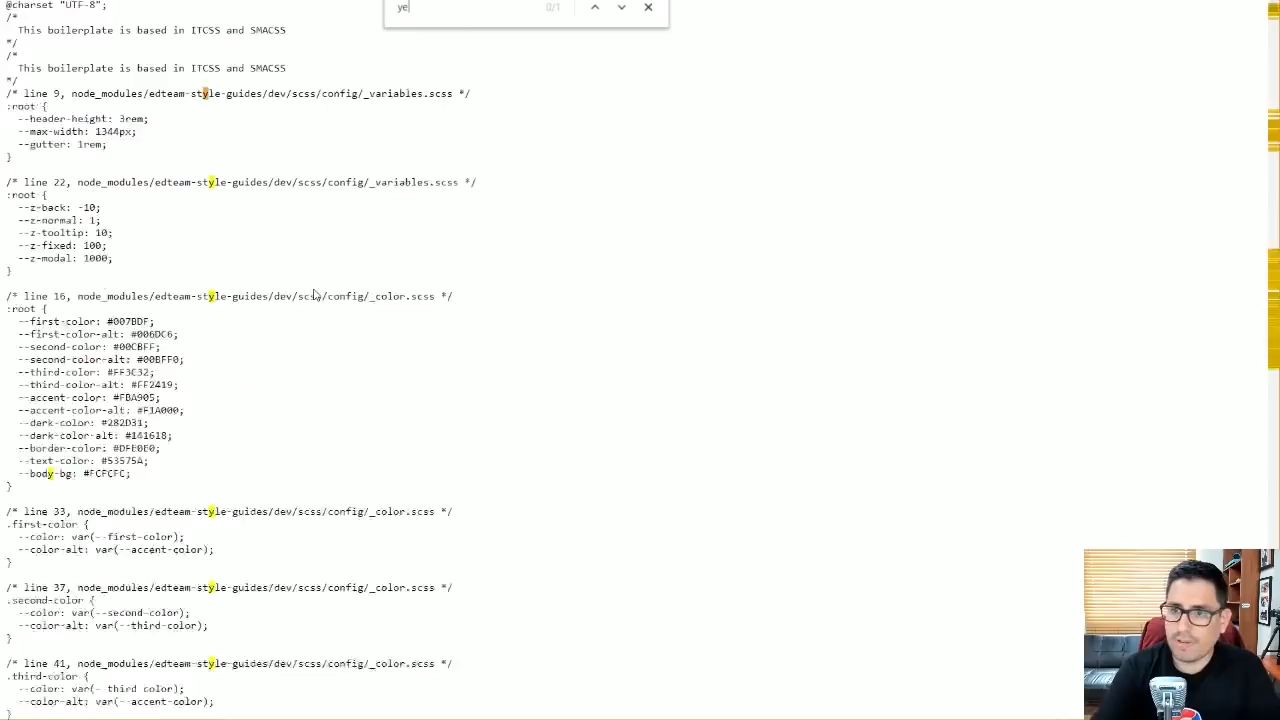 @charset "UTF-8";
ye
0/1
/*
This boilerplate is based in ITCSS and SMACSS
*/
/*
This boilerplate is based in ITCSS and SMACSS
*/
/* line 9, node_modules/edteam-style-guides/dev/scss/config/_variables.scss */
:root {
--header-height: 3rem;
--max-width: 1344px;
--gutter: 1rem;
}
/* line 22, node_modules/edteam-style-guides/dev/scss/config/_variables.scss */
:root {
--z-back: -10;
--z-normal: 1;
--z-tooltip: 10;
--z-fixed: 100;
--z-modal: 1000;
}
/* line 16, node_modules/edteam-style-guides/dev/scss/config/_color.scss */
:root {
--first-color: #007BDF;
--first-color-alt: #006DC6;
--second-color: #00CBFF;
--second-color-alt: #00BFF0;
--third-color: #FF3C32;
--third-color-alt: #FF2419;
--accent-color: #FBA905;
--accent-color-alt: #F1A000;
--dark-color: #282D31;
--dark-color-alt: #141618;
--border-color: #DFE0E0;
--text-color: #53575A;
--body-bg: #FCFCFC;
}
/* line 33, node_modules/edteam-style-guides/dev/scss/config/_color.scss */
.first-color {
--color: var(--first-color);
--color-alt: var(--accent-color);
}
/* line 37, node_modules/edteam-style-guides/dev/scss/config/_color.scss */
.second-color {
--color: var(--second-color);
--color-alt: var(--third-color);
}
/* line 41, node_modules/edteam-style-guides/dev/scss/config/_color.scss */
.third-color {
--color: var(--third-color);
--color-alt: var(--accent-color);
}